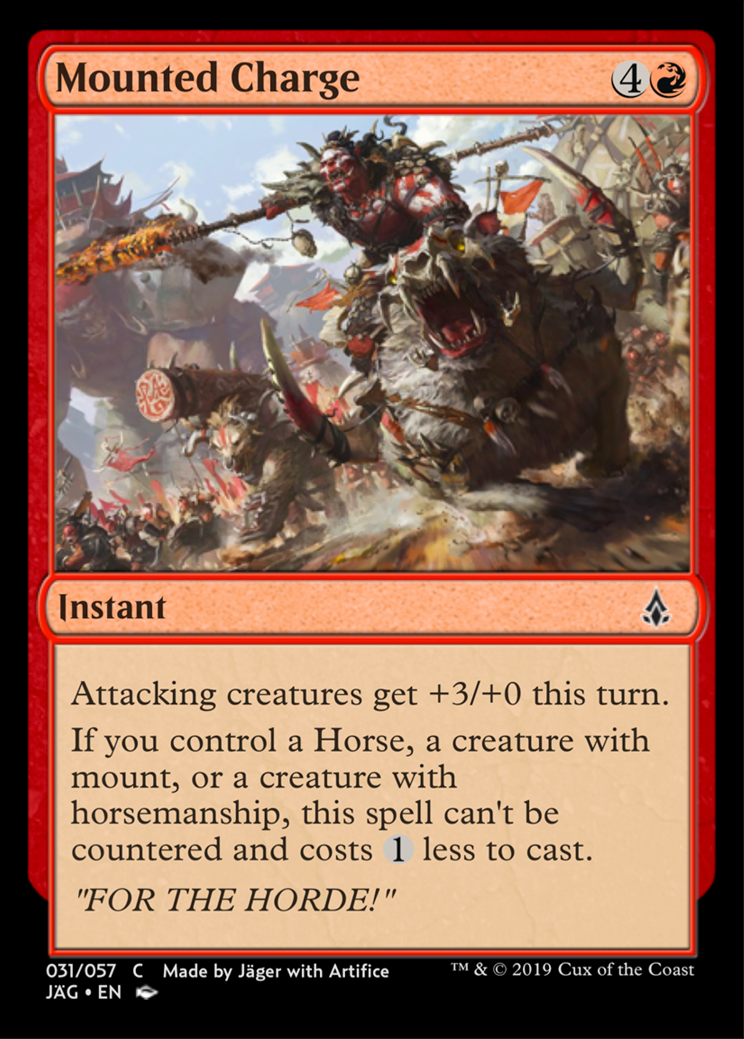 Mounted Charge 4
Instant
Attacking creatures get +3/+0 this turn.
If you control a Horse, a creature with
mount, or a creature with
horsemanship, this spell can't be
countered and costs 1 less to cast.
"FOR THE HORDE!"
031/057 C Made by Jäger with Artifice
™ & © 2019 Cux of the Coast
JÄG • EN